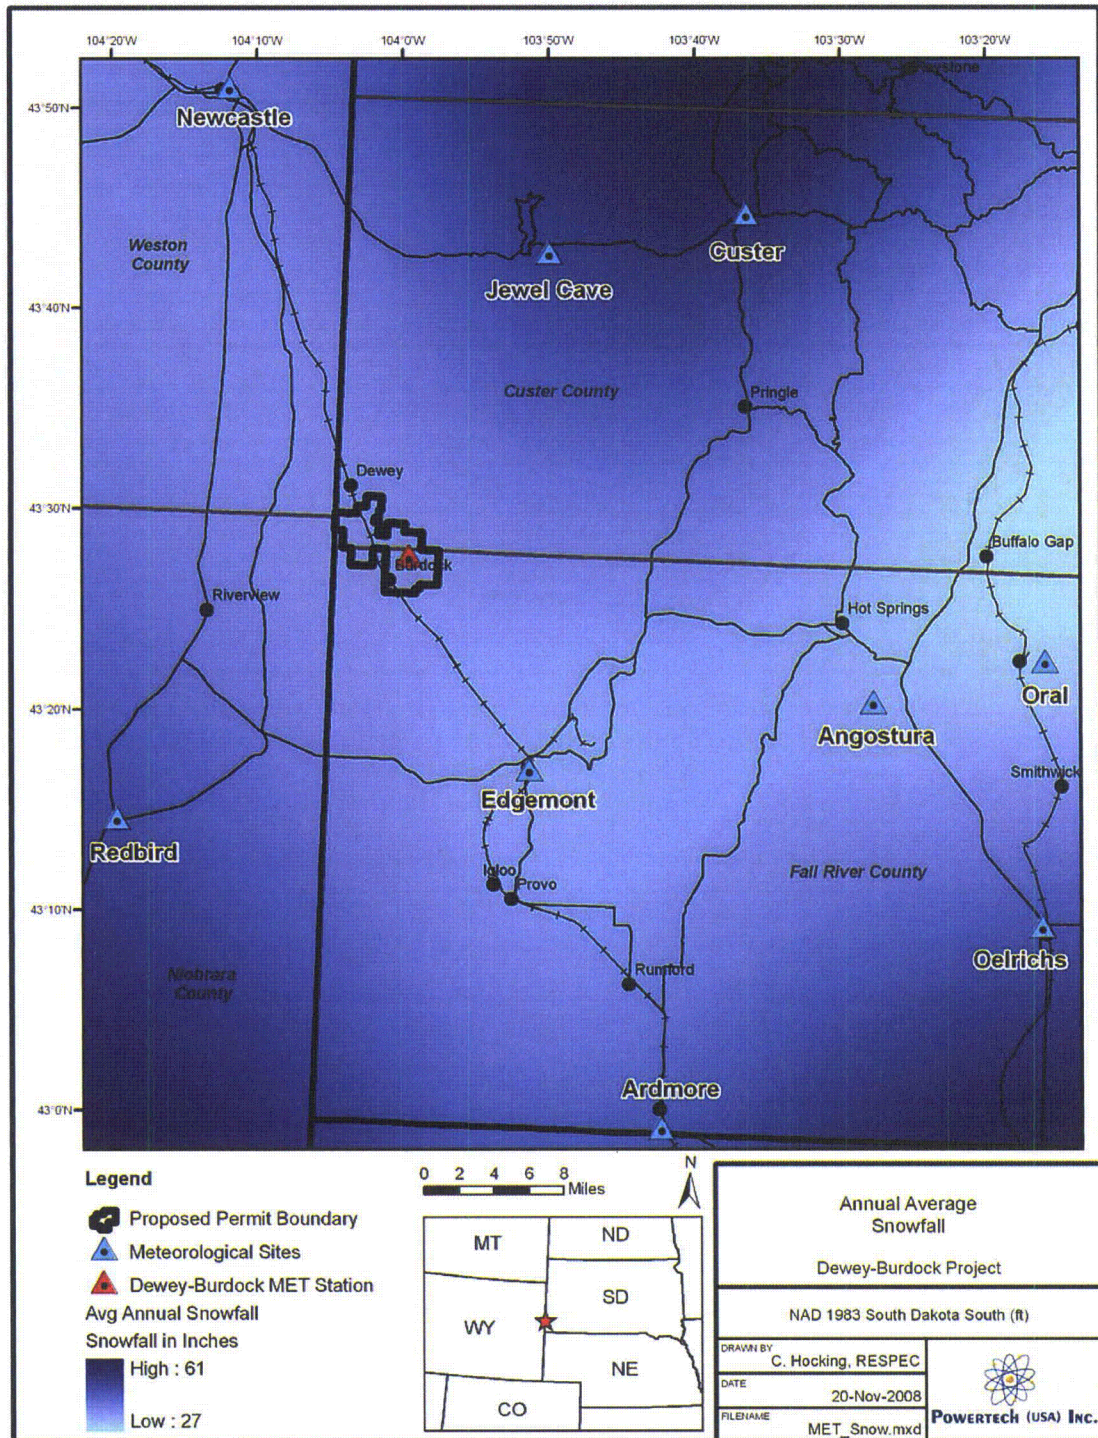 104°20'W 104°10'W 104°0'W 103°50'W 103°40'W 103°30'W 103°20'W
43°50'N
43°40'N
43°30'N
43°20'N
43°10'N
43°0'N
Newcastle
Weston
County
Custer
Jewel Cave
Custer County
Pringle
Dewey
Burdock
Buffalo Gap
Riverview
Hot Springs
Oral
Angostura
Smithwick
Edgemont
Redbird
Igloo
Provo
Fall River County
Oelrichs
Niobrara
County
Rumford
Ardmore
Legend
Proposed Permit Boundary
Meteorological Sites
Dewey-Burdock MET Station
Avg Annual Snowfall
Snowfall in Inches
High : 61
Low : 27
0 2 4 6 8
Miles
N
MT
ND
SD
WY
NE
CO
Annual Average
Snowfall
Dewey-Burdock Project
NAD 1983 South Dakota South (ft)
DRAWN BY
C. Hocking, RESPEC
DATE
20-Nov-2008
FILENAME
MET_Snow.mxd
POWERTECH (USA) INC.